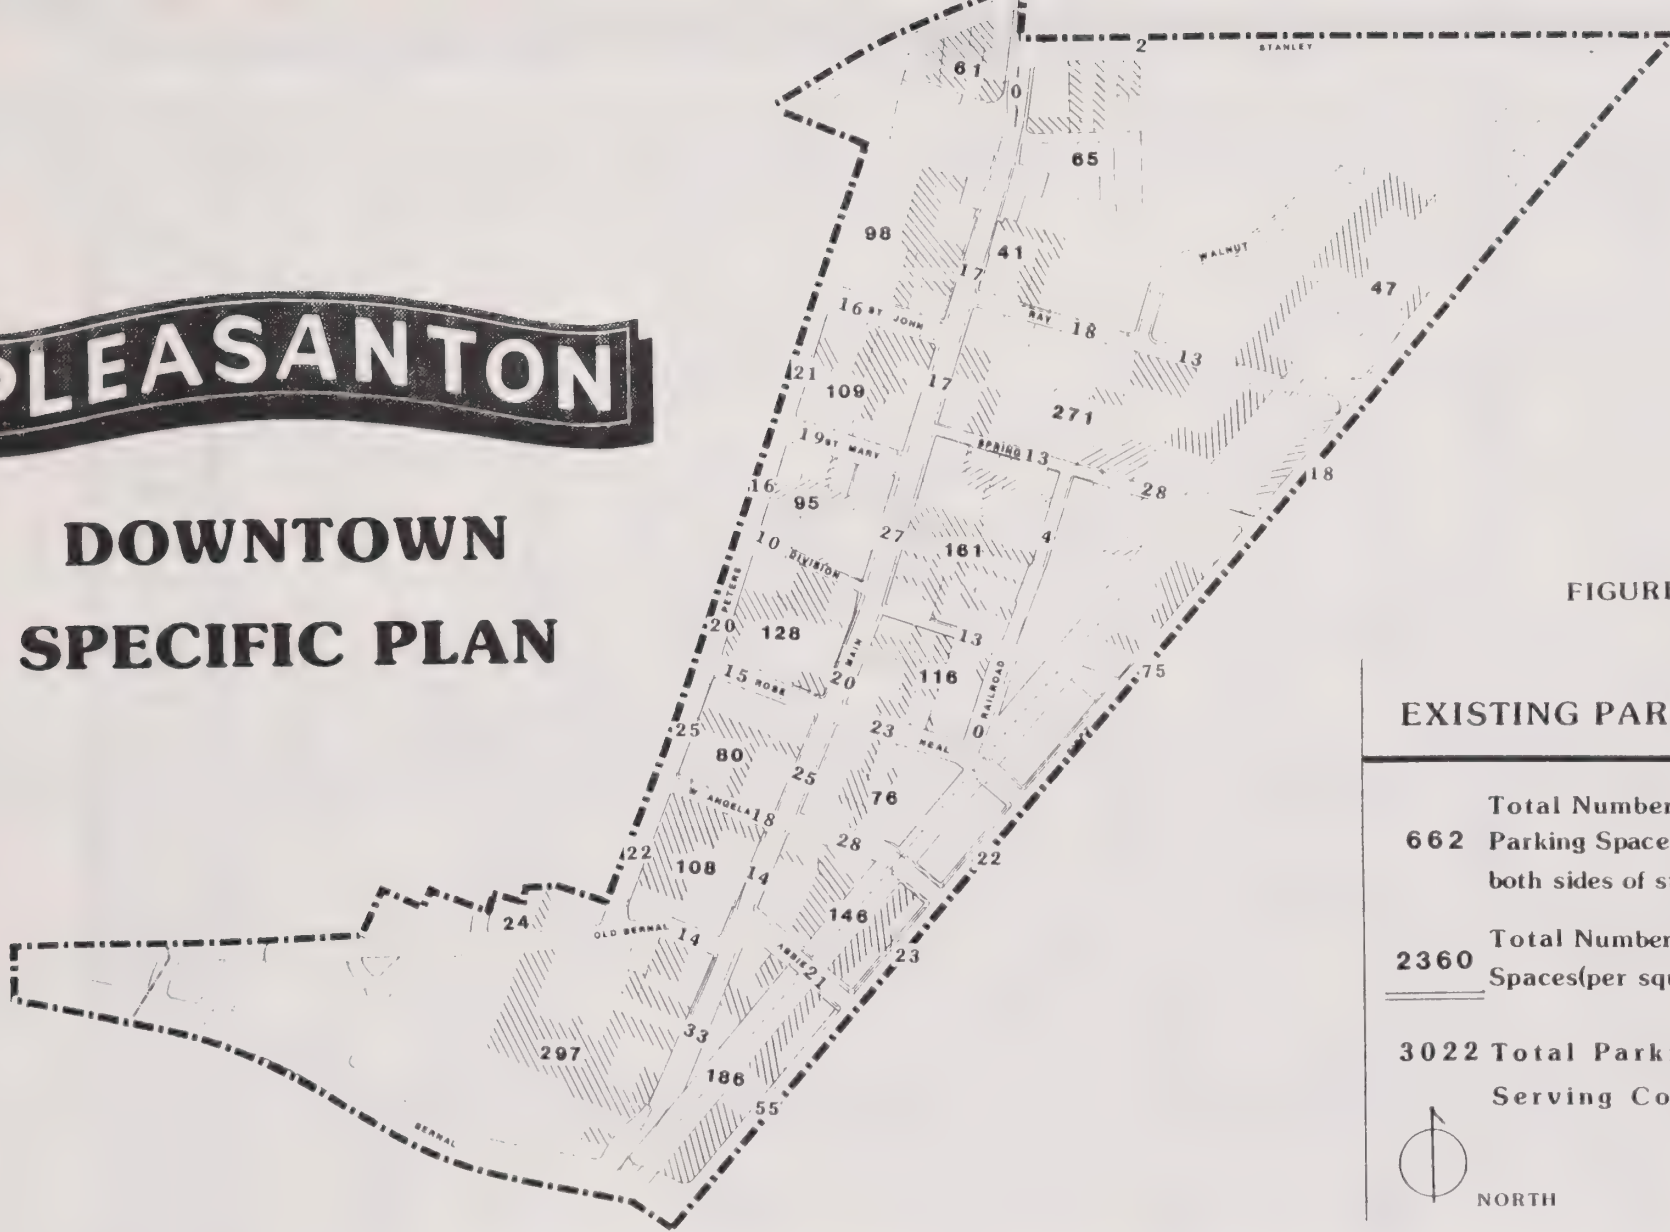 PLEASANTON
DOWNTOWN
SPECIFIC PLAN
2
STANLEY
61
0
65
98
41
WALNUT
17
47
16 ST JOHN
RAY 18
13
21
17
109
271
19 ST MARY
SPRING 13
18
16
28
95
27
4
10 DIVISION
161
PETERS
20
128
13
MAIN
75
15 ROSE
20
116
RAILROAD
25
23
NEAL
0
80
25
76
W ANGELA 18
28
22
22
108
14
24
146
OLD BERNAL 14
ABBIE 21
23
33
297
186
55
BERNAL
FIGURE
EXISTING PAR
Total Number
662 Parking Space
both sides of s
Total Number
2360 Spaces(per squ
3022 Total Park
Serving Co
NORTH